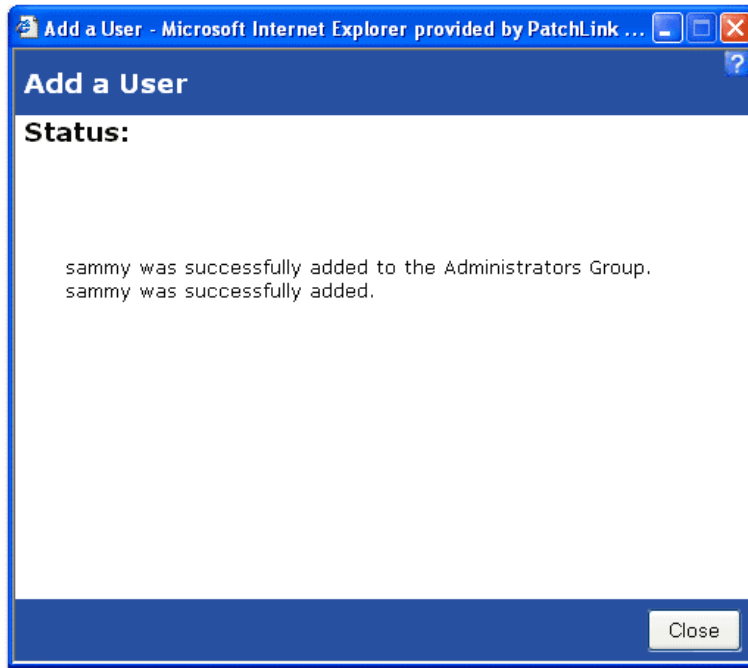 Add a User - Microsoft Internet Explorer provided by PatchLink ...
?
Add a User
Status:
sammy was successfully added to the Administrators Group.
sammy was successfully added.
Close